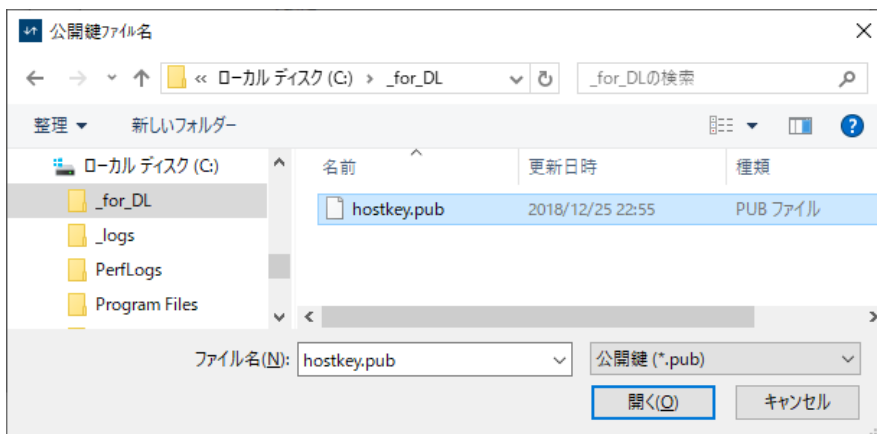 公開鍵ファイル名
« ローカル ディスク (C:) › _for_DL
_for_DLの検索
整理
新しいフォルダー
ローカル ディスク (C:)
_for_DL
_logs
PerfLogs
Program Files
名前
更新日時
種類
hostkey.pub
2018/12/25 22:55
PUB ファイル
ファイル名(N):
hostkey.pub
公開鍵 (*.pub)
開く(O)
キャンセル